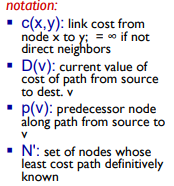 notation:
▪ c(x,y): link cost from
node x to y; = ∞ if not
direct neighbors
▪ D(v): current value of
cost of path from source
to dest. v
▪ p(v): predecessor node
along path from source to
v
▪ N': set of nodes whose
least cost path definitively
known